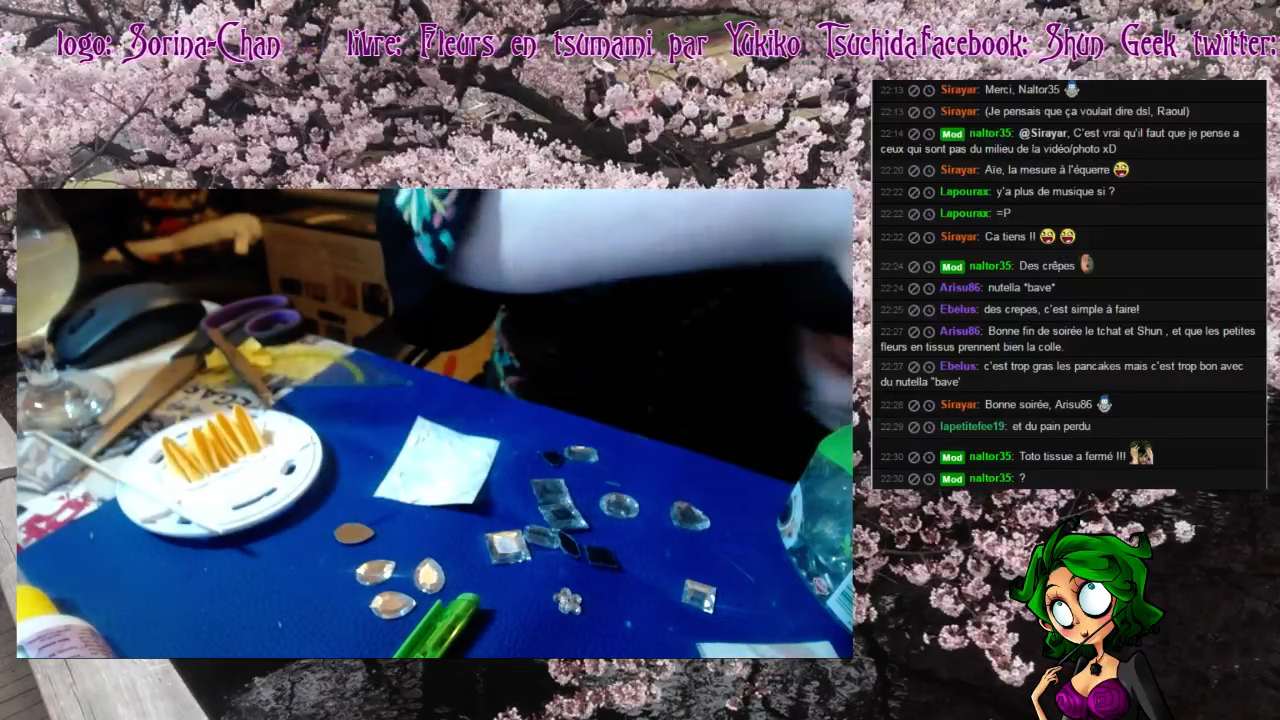 logo: Sorina-Chan livre: Fleurs en tsumami par Yukiko Tsuchidafacebook: Shun Geek twitter:
22:13 Sirayar: Merci, Naltor35
22:13 Sirayar: (Je pensais que ça voulait dire dsl, Raoul)
22:14 Mod naltor35: @Sirayar, C'est vrai qu'il faut que je pense a
ceux qui sont pas du milieu de la vidéo/photo xD
22:20 Sirayar: Aïe, la mesure à l'équerre
22:22 Lapourax: y'a plus de musique si ?
22:22 Lapourax: =P
22:22 Sirayar: Ca tiens !!
22:24 Mod naltor35: Des crêpes
22:24 Arisu86: nutella *bave*
22:25 Ebelus: des crepes, c'est simple à faire!
22:27 Arisu86: Bonne fin de soirée le tchat et Shun , et que les petites
fleurs en tissus prennent bien la colle.
22:27 Ebelus: c'est trop gras les pancakes mais c'est trop bon avec
du nutella "bave'
22:28 Sirayar: Bonne soirée, Arisu86
22:29 lapetitefee19: et du pain perdu
22:30 Mod naltor35: Toto tissue a fermé !!!
22:30 Mod naltor35: ?